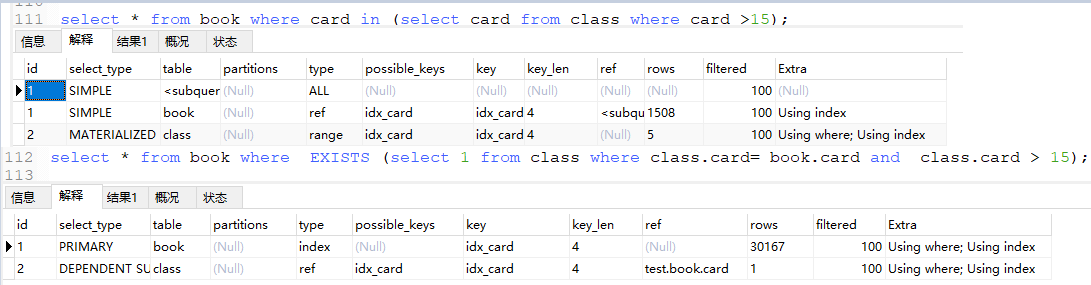 111 select * from book where card in (select card from class where card >15);
信息 解释 结果1 概况 状态
id select_type table partitions type possible_keys key key_len ref rows filtered Extra
1 SIMPLE <subquer (Null) ALL (Null) (Null) (Null) (Null) (Null) 100 (Null)
1 SIMPLE book (Null) ref idx_card idx_card 4 <subqu 1508 100 Using index
2 MATERIALIZED class (Null) range idx_card idx_card 4 (Null) 5 100 Using where; Using index
112 select * from book where EXISTS (select 1 from class where class.card= book.card and class.card > 15);
113
信息 解释 结果1 概况 状态
id select_type table partitions type possible_keys key key_len ref rows filtered Extra
1 PRIMARY book (Null) index (Null) idx_card 4 (Null) 30167 100 Using where; Using index
2 DEPENDENT SU class (Null) ref idx_card idx_card 4 test.book.card 1 100 Using where; Using index